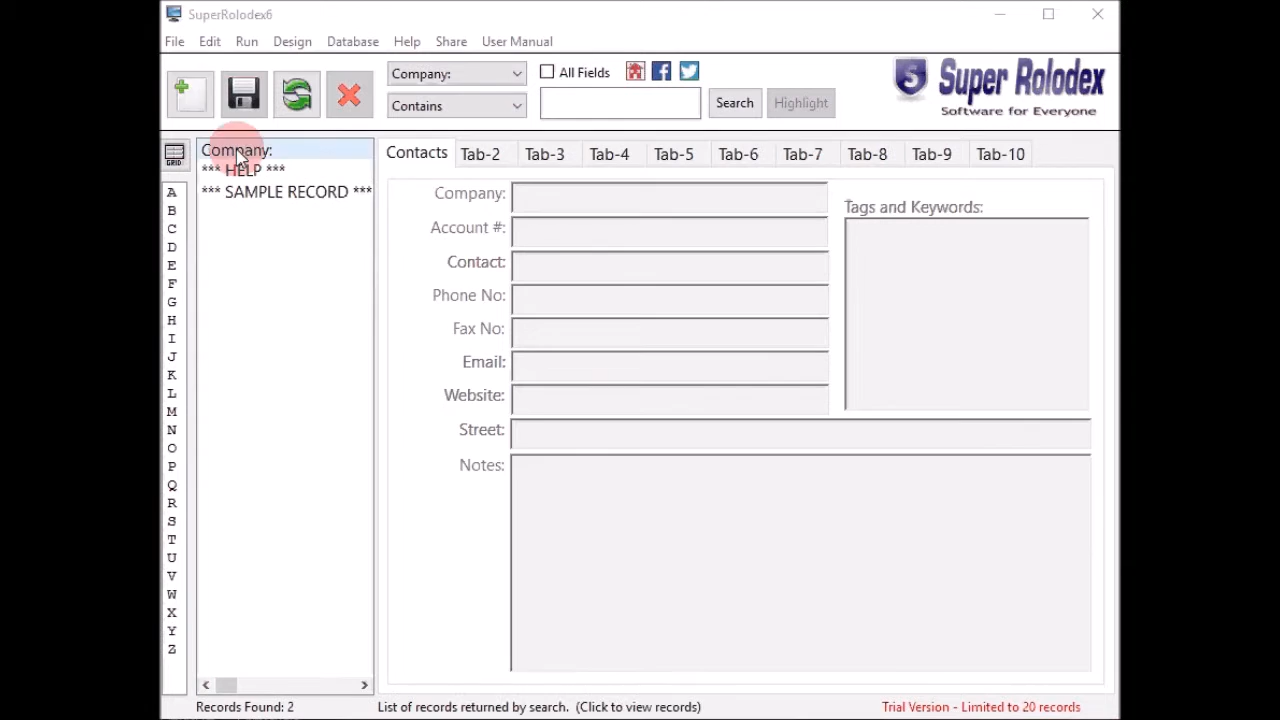 SuperRolodex6
File Edit Run Design Database Help Share User Manual
Company:
All Fields
Contains
Search
Highlight
5
Super Rolodex
Software for Everyone
GRID
Company:
*** HELP ***
*** SAMPLE RECORD ***
A
B
C
D
E
F
G
H
I
J
K
L
M
N
O
P
Q
R
S
T
U
V
W
X
Y
Z
Contacts Tab-2 Tab-3 Tab-4 Tab-5 Tab-6 Tab-7 Tab-8 Tab-9 Tab-10
Company:
Account #:
Contact:
Phone No:
Fax No:
Email:
Website:
Street:
Notes:
Tags and Keywords:
Records Found: 2
List of records returned by search. (Click to view records)
Trial Version - Limited to 20 records